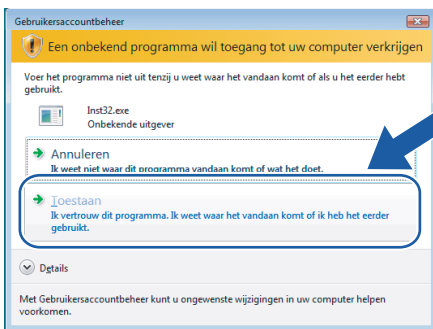 Gebruikersaccountbeheer
Een onbekend programma wil toegang tot uw computer verkrijgen
Voer het programma niet uit tenzij u weet waar het vandaan komt of als u het eerder hebt
gebruikt.
Inst32.exe
Onbekende uitgever
Annuleren
Ik weet niet waar dit programma vandaan komt of wat het doet.
Toestaan
Ik vertrouw dit programma. Ik weet waar het vandaan komt of ik heb het eerder
gebruikt.
Details
Met Gebruikersaccountbeheer kunt u ongewenste wijzigingen in uw computer helpen
voorkomen.